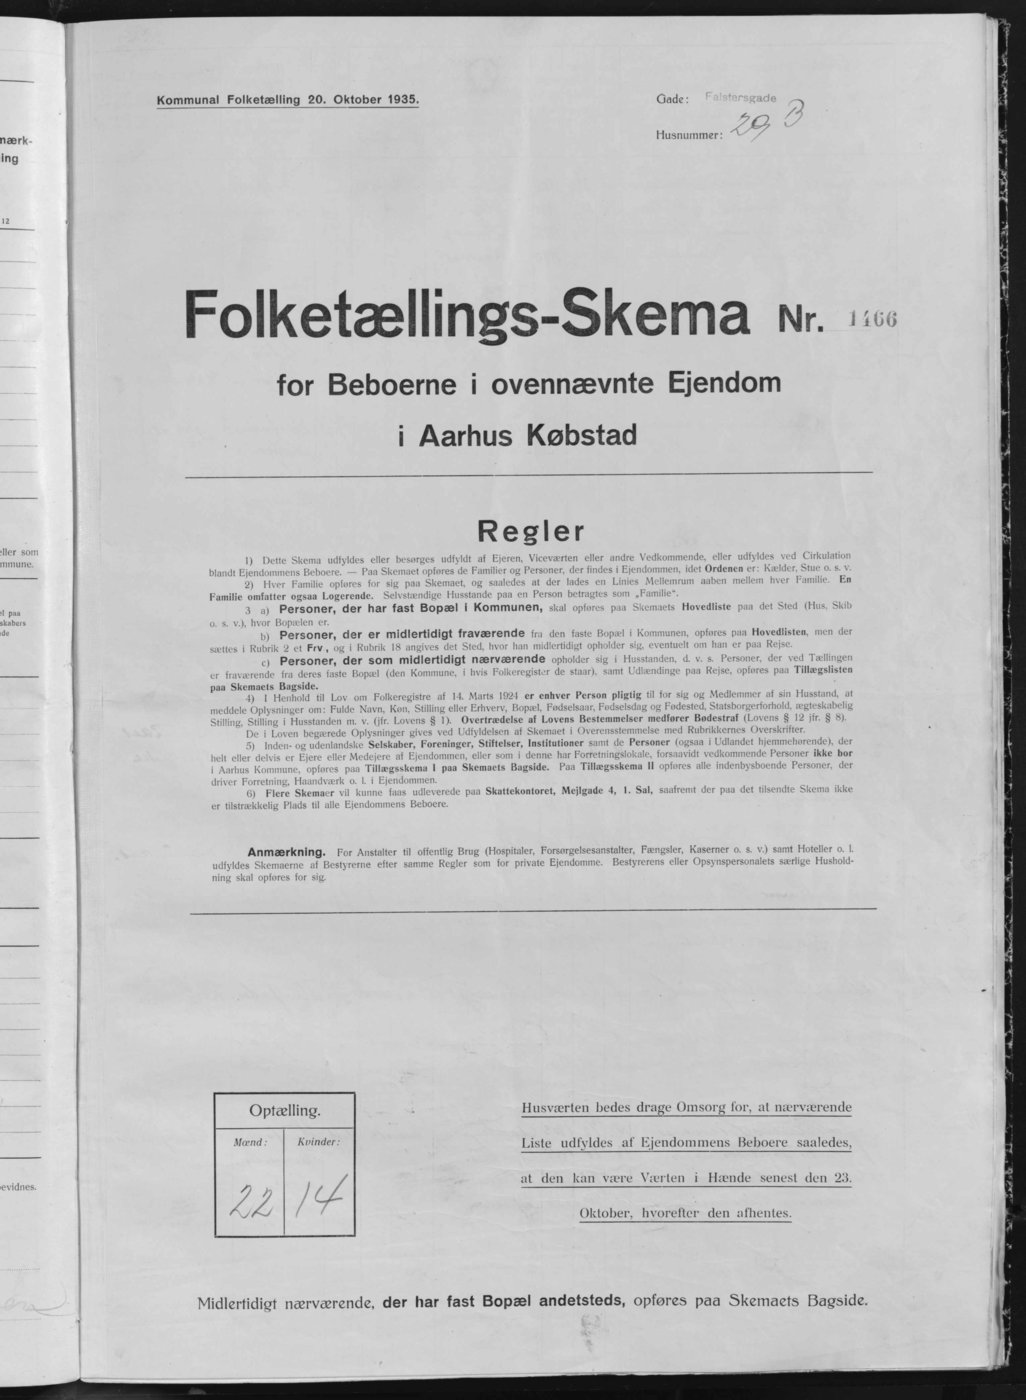 Kommunal Folketælling 20. Oktober 1935.
Gade: Falstersgade
Husnummer: 29 B
Folketællings-Skema Nr. 1466
for Beboerne i ovennævnte Ejendom
i Aarhus Købstad
Regler
1) Dette Skema udfyldes eller besørges udfyldt af Ejeren, Viceværten eller andre Vedkommende, eller udfyldes ved Cirkulation
blandt Ejendommens Beboere. — Paa Skemaet opføres de Familier og Personer, der findes i Ejendommen, idet Ordenen er: Kælder, Stue o. s. v.
2) Hver Familie opføres for sig paa Skemaet, og saaledes at der lades en Linies Mellemrum aaben mellem hver Familie. En
Familie omfatter ogsaa Logerende. Selvstændige Husstande paa en Person betragtes som „Familie“.
3 a) Personer, der har fast Bopæl i Kommunen, skal opføres paa Skemaets Hovedliste paa det Sted (Hus, Skib
o. s. v.), hvor Bopælen er.
b) Personer, der er midlertidigt fraværende fra den faste Bopæl i Kommunen, opføres paa Hovedlisten, men der
sættes i Rubrik 2 et Frv., og i Rubrik 18 angives det Sted, hvor han midlertidigt opholder sig, eventuelt om han er paa Rejse.
c) Personer, der som midlertidigt nærværende opholder sig i Husstanden, d. v. s. Personer, der ved Tællingen
er fraværende fra deres faste Bopæl (den Kommune, i hvis Folkeregister de staar), samt Udlændinge paa Rejse, opføres paa Tillægslisten
paa Skemaets Bagside.
4) I Henhold til Lov om Folkeregistre af 14. Marts 1924 er enhver Person pligtig til for sig og Medlemmer af sin Husstand, at
meddele Oplysninger om: Fulde Navn, Køn, Stilling eller Erhverv, Bopæl, Fødselsaar, Fødselsdag og Fødested, Statsborgerforhold, ægteskabelig
Stilling, Stilling i Husstanden m. v. (jfr. Lovens § 1). Overtrædelse af Lovens Bestemmelser medfører Bødestraf (Lovens § 12 jfr. § 8).
De i Loven begærede Oplysninger gives ved Udfyldelsen af Skemaet i Overensstemmelse med Rubrikkernes Overskrifter.
5) Inden- og udenlandske Selskaber, Foreninger, Stiftelser, Institutioner samt de Personer (ogsaa i Udlandet hjemmehørende), der
helt eller delvis er Ejere eller Medejere af Ejendommen, eller som i denne har Forretningslokale, forsaavidt vedkommende Personer ikke bor
i Aarhus Kommune, opføres paa Tillægsskema I paa Skemaets Bagside. Paa Tillægsskema II opføres alle indenbysboende Personer, der
driver Forretning, Haandværk o. l. i Ejendommen.
6) Flere Skemaer vil kunne faas udleverede paa Skattekontoret, Mejlgade 4, 1. Sal, saafremt der paa det tilsendte Skema ikke
er tilstrækkelig Plads til alle Ejendommens Beboere.
Anmærkning. For Anstalter til offentlig Brug (Hospitaler, Forsørgelsesanstalter, Fængsler, Kaserner o. s. v.) samt Hoteller o. l.
udfyldes Skemaerne af Bestyrerne efter samme Regler som for private Ejendomme. Bestyrerens eller Opsynspersonalets særlige Hushold-
ning skal opføres for sig.
Optælling.
Mænd: Kvinder:
22 14
Husværten bedes drage Omsorg for, at nærværende
Liste udfyldes af Ejendommens Beboere saaledes,
at den kan være Værten i Hænde senest den 23.
Oktober, hvorefter den afhentes.
Midlertidigt nærværende, der har fast Bopæl andetsteds, opføres paa Skemaets Bagside.